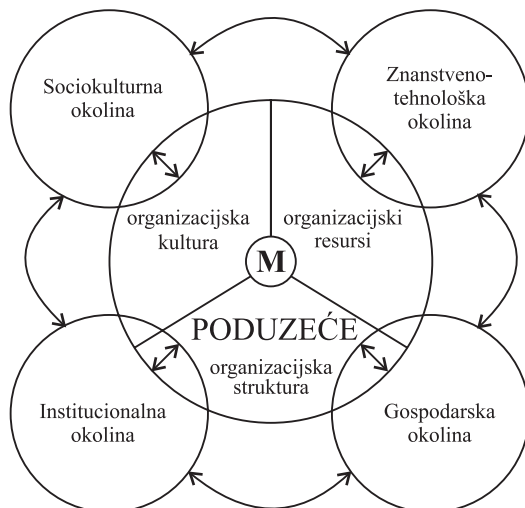 Sociokulturna
okolina
Znanstveno-
tehnološka
okolina
organizacijska
kultura
organizacijski
resursi
M
PODUZEĆE
organizacijska
struktura
Institucionalna
okolina
Gospodarska
okolina